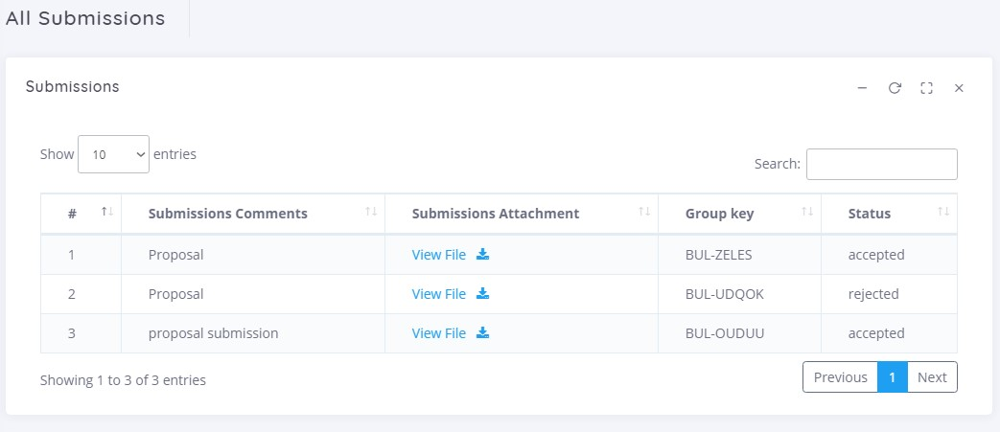 All Submissions
Submissions
Show 10 entries
Search:
# Submissions Comments Submissions Attachment Group key Status
1 Proposal View File BUL-ZELES accepted
2 Proposal View File BUL-UDQOK rejected
3 proposal submission View File BUL-OUDUU accepted
Showing 1 to 3 of 3 entries
Previous 1 Next